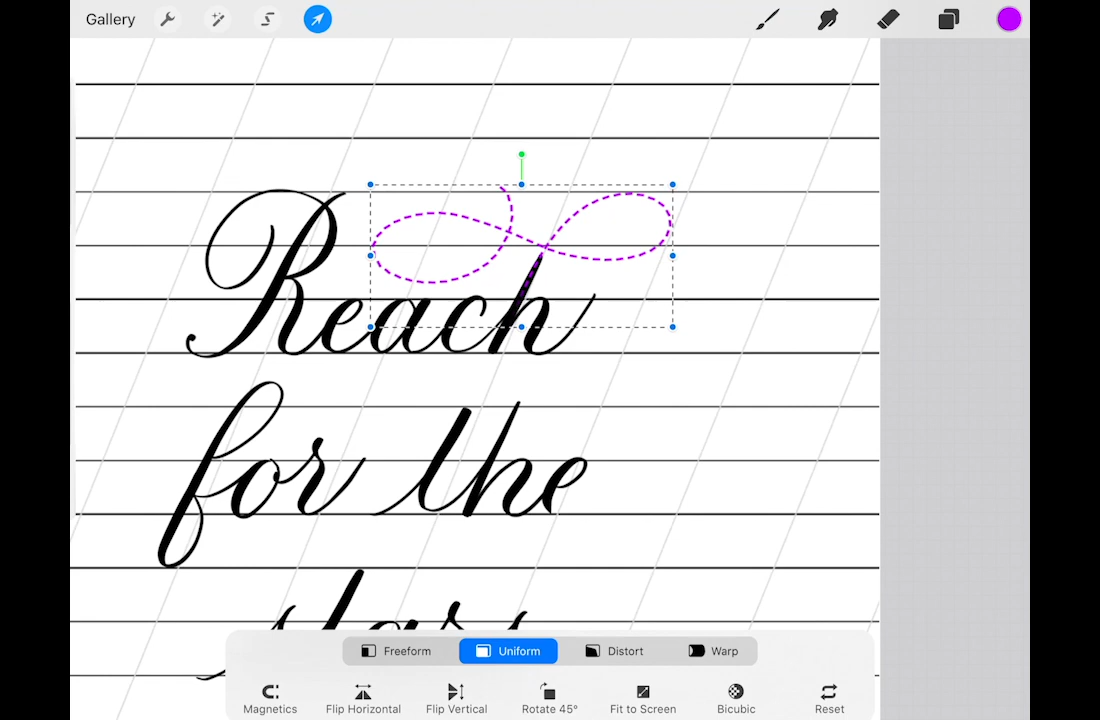 Gallery
Reach
for the
stars
Freeform Uniform Distort Warp
Magnetics Flip Horizontal Flip Vertical Rotate 45° Fit to Screen Bicubic Reset